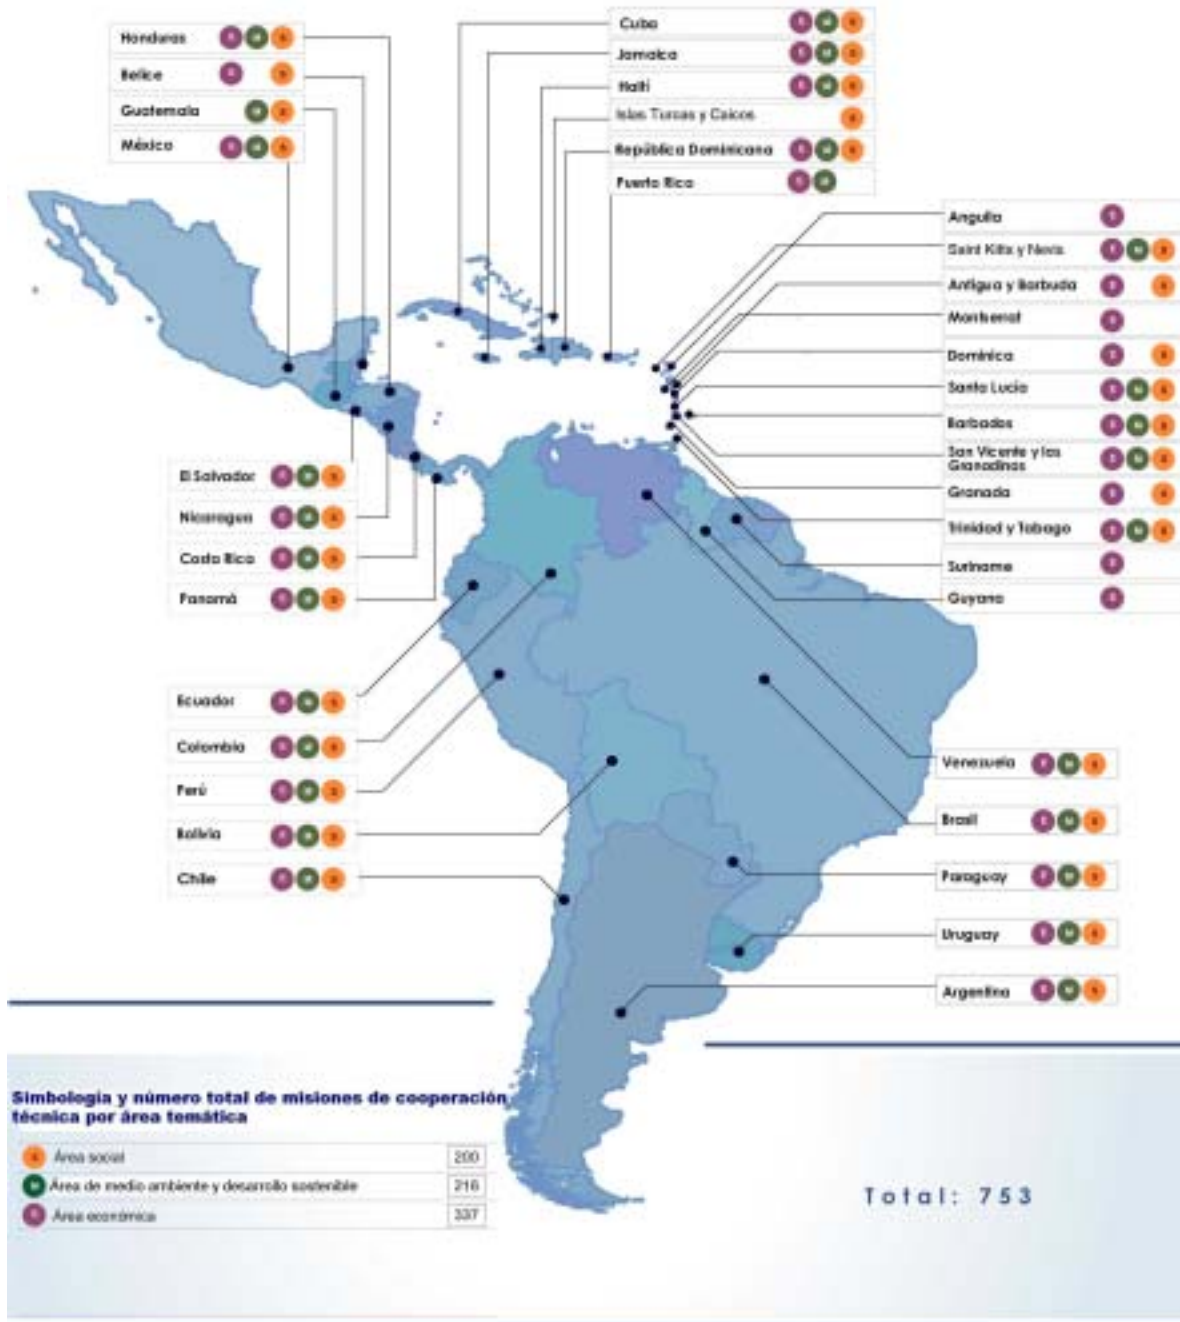 Honduras
Belice
Guatemala
México
Cuba
Jamaica
Haití
Islas Turcas y Caicos
República Dominicana
Puerto Rico
Anguila
Saint Kitts y Nevis
Antigua y Barbuda
Montserrat
Dominica
Santa Lucía
Barbados
San Vicente y las
Granadinas
Granada
Trinidad y Tabago
Suriname
Guyana
El Salvador
Nicaragua
Costa Rica
Panamá
Ecuador
Colombia
Perú
Bolivia
Chile
Venezuela
Brasil
Paraguay
Uruguay
Argentina
Simbología y número total de misiones de cooperación
técnica por área temática
Área social 200
Área de medio ambiente y desarrollo sostenible 216
Área económica 337
Total: 753